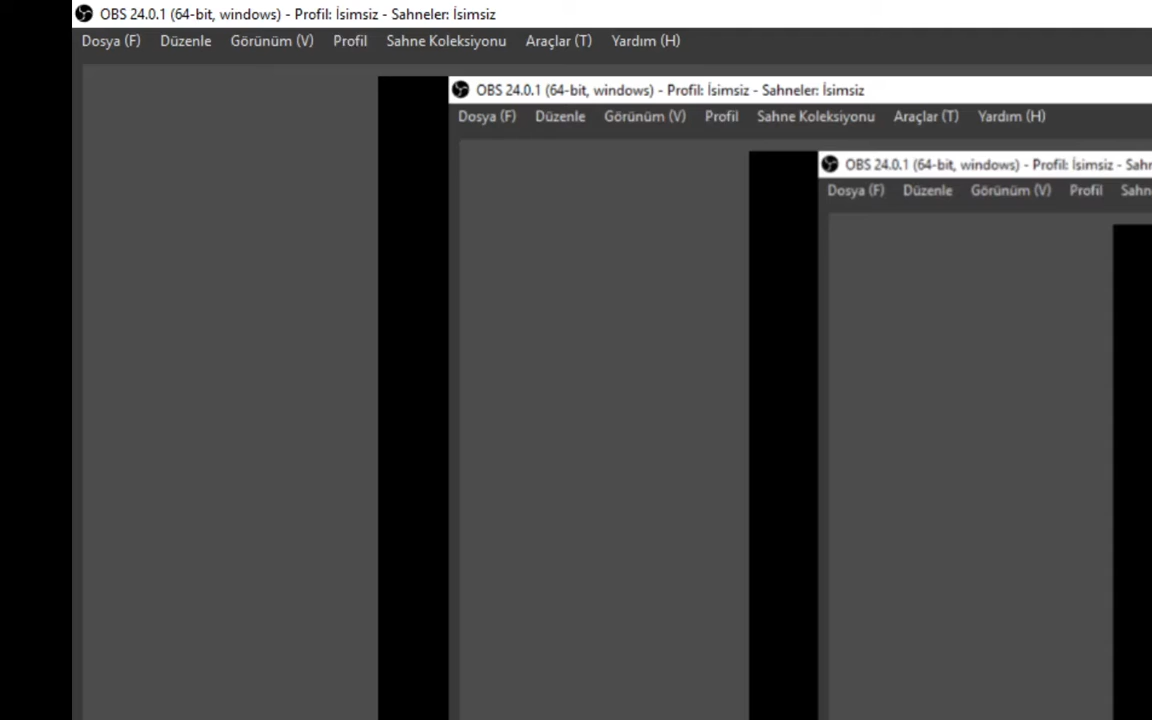 OBS 24.0.1 (64-bit, windows) - Profil: İsimsiz - Sahneler: İsimsiz
Dosya (F) Düzenle Görünüm (V) Profil Sahne Koleksiyonu Araçlar (T) Yardım (H)
OBS 24.0.1 (64-bit, windows) - Profil: İsimsiz - Sahneler: İsimsiz
Dosya (F) Düzenle Görünüm (V) Profil Sahne Koleksiyonu Araçlar (T) Yardım (H)
OBS 24.0.1 (64-bit, windows) - Profil: İsimsiz - Sahn
Dosya (F) Düzenle Görünüm (V) Profil Sahn